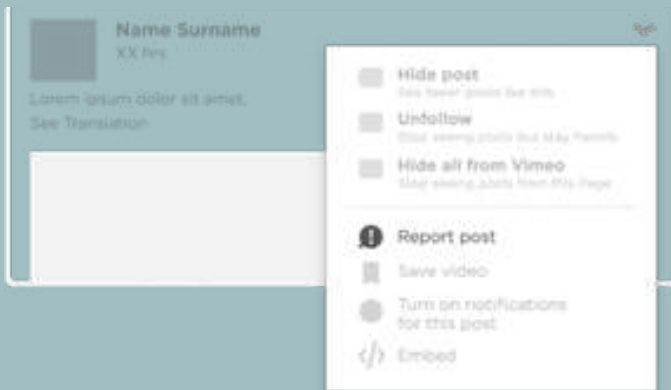 Name Surname
XX hrs
Lorem ipsum dolor sit amet,
See Translation
Hide post
See fewer posts like this
Unfollow
Stop seeing posts but stay friends
Hide all from Vimeo
Stop seeing posts from this Page
Report post
Save video
Turn on notifications
for this post
Embed